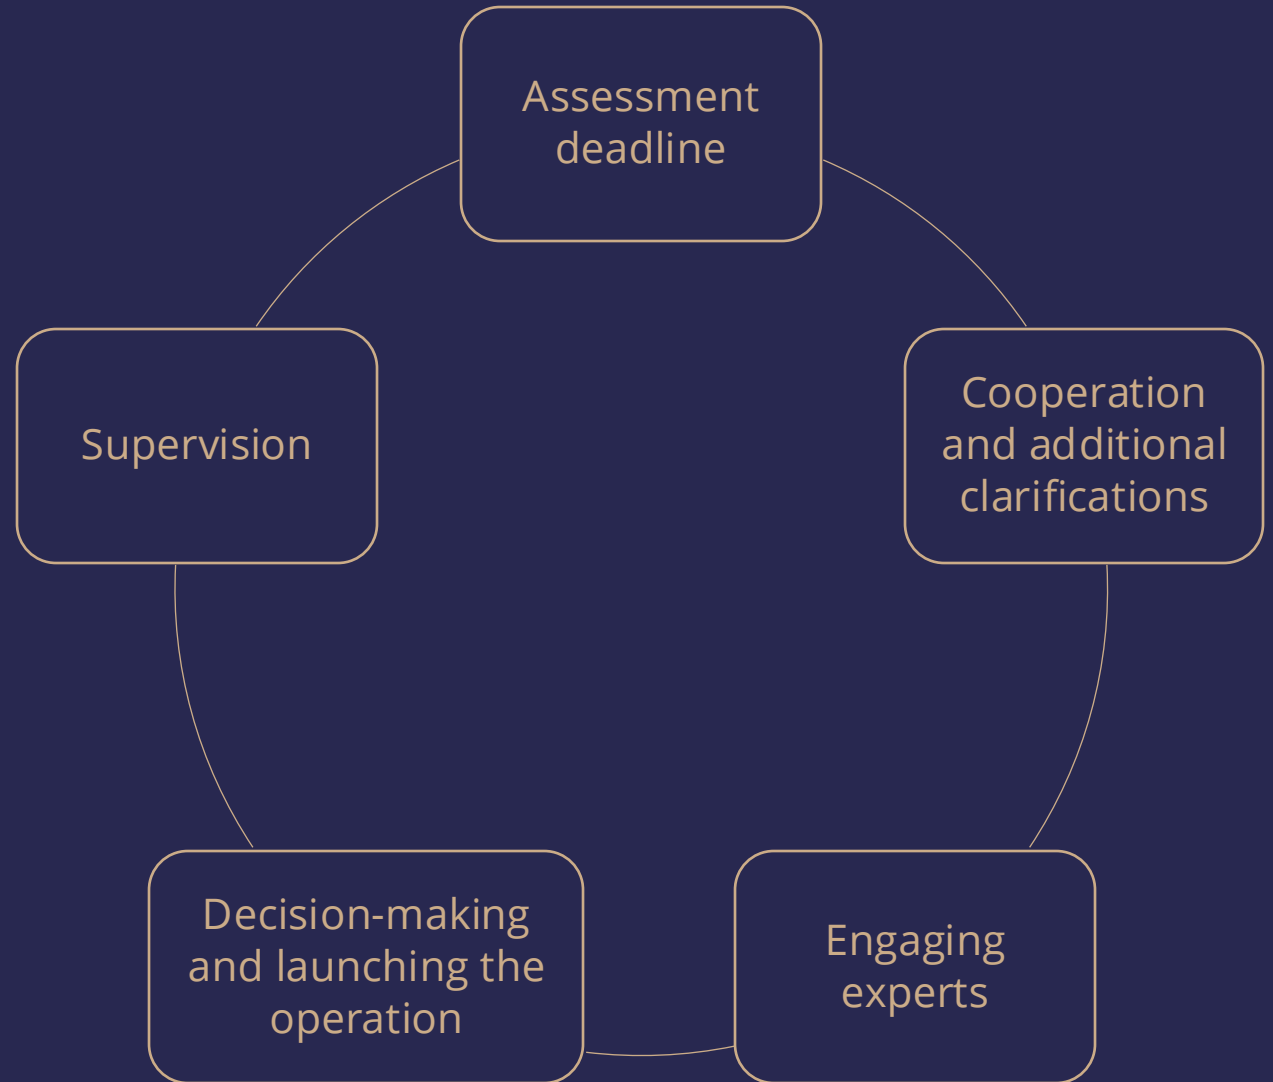 Assessment
deadline
Cooperation
and additional
clarifications
Supervision
Decision-making
and launching the
operation
Engaging
experts